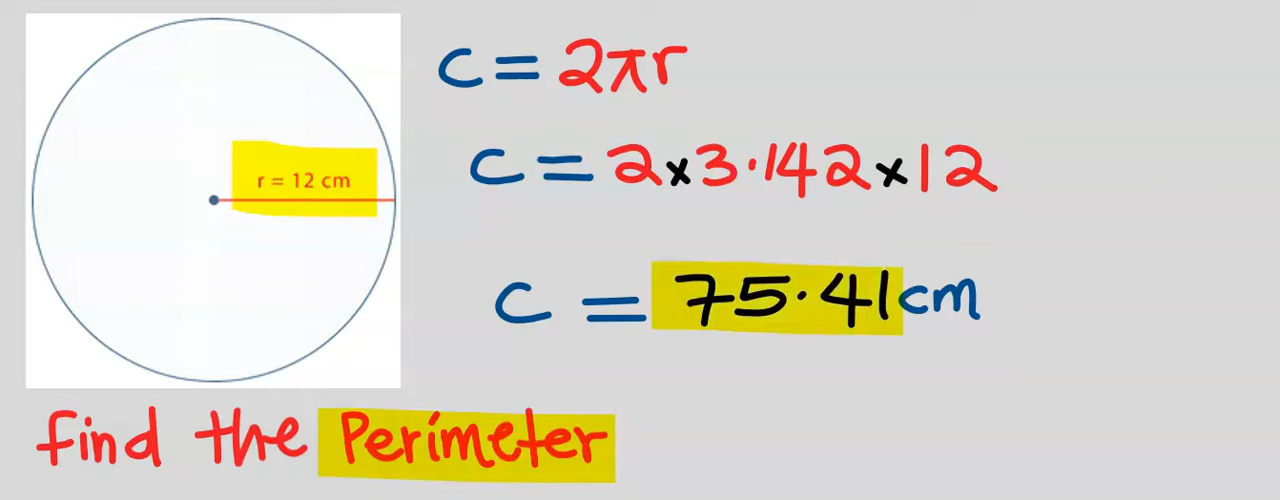 r = 12 cm
C = 2πr
C = 2 × 3·142 × 12
C = 75·41cm
find the Perimeter